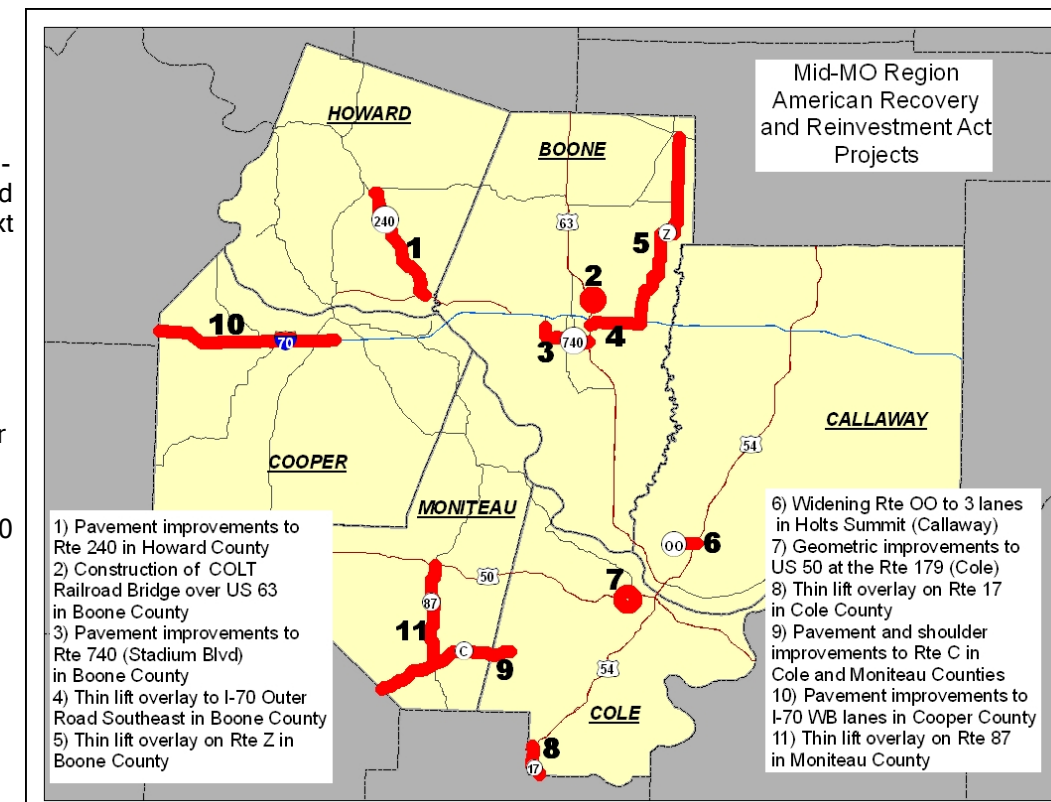 -
d
xt
r
0
Mid-MO Region
American Recovery
and Reinvestment Act
Projects
HOWARD
BOONE
240
63
Z
5
1
2
10
70
3
740
4
CALLAWAY
54
COOPER
MONITEAU
1) Pavement improvements to
Rte 240 in Howard County
2) Construction of COLT
Railroad Bridge over US 63
in Boone County
3) Pavement improvements to
Rte 740 (Stadium Blvd)
in Boone County
4) Thin lift overlay to I-70 Outer
Road Southeast in Boone County
5) Thin lift overlay on Rte Z in
Boone County
50
87
11
C
9
7
OO
6
54
COLE
8
17
6) Widening Rte OO to 3 lanes
in Holts Summit (Callaway)
7) Geometric improvements to
US 50 at the Rte 179 (Cole)
8) Thin lift overlay on Rte 17
in Cole County
9) Pavement and shoulder
improvements to Rte C in
Cole and Moniteau Counties
10) Pavement improvements to
I-70 WB lanes in Cooper County
11) Thin lift overlay on Rte 87
in Moniteau County